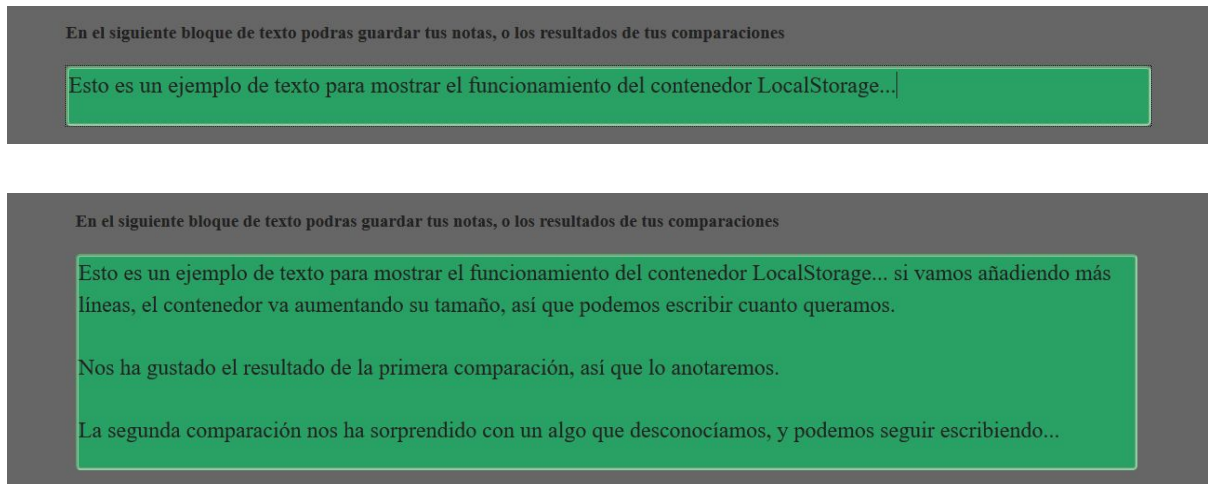 En el siguiente bloque de texto podras guardar tus notas, o los resultados de tus comparaciones
Esto es un ejemplo de texto para mostrar el funcionamiento del contenedor LocalStorage...
En el siguiente bloque de texto podras guardar tus notas, o los resultados de tus comparaciones
Esto es un ejemplo de texto para mostrar el funcionamiento del contenedor LocalStorage... si vamos añadiendo más
líneas, el contenedor va aumentando su tamaño, así que podemos escribir cuanto queramos.
Nos ha gustado el resultado de la primera comparación, así que lo anotaremos.
La segunda comparación nos ha sorprendido con un algo que desconocíamos, y podemos seguir escribiendo...